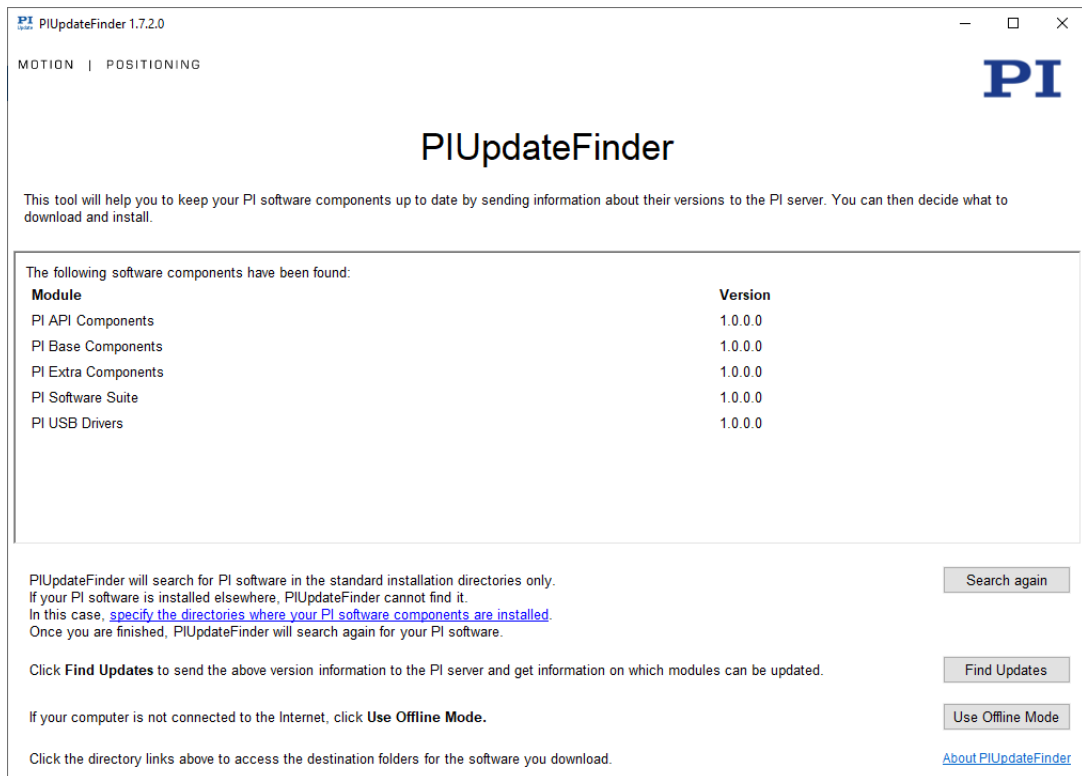 PI
Update
PIUpdateFinder 1.7.2.0
MOTION | POSITIONING
PI
PIUpdateFinder
This tool will help you to keep your PI software components up to date by sending information about their versions to the PI server. You can then decide what to
download and install.
The following software components have been found:
Module Version
PI API Components 1.0.0.0
PI Base Components 1.0.0.0
PI Extra Components 1.0.0.0
PI Software Suite 1.0.0.0
PI USB Drivers 1.0.0.0
PIUpdateFinder will search for PI software in the standard installation directories only.
If your PI software is installed elsewhere, PIUpdateFinder cannot find it.
In this case, specify the directories where your PI software components are installed.
Once you are finished, PIUpdateFinder will search again for your PI software.
Search again
Click Find Updates to send the above version information to the PI server and get information on which modules can be updated.
Find Updates
If your computer is not connected to the Internet, click Use Offline Mode.
Use Offline Mode
Click the directory links above to access the destination folders for the software you download.
About PIUpdateFinder